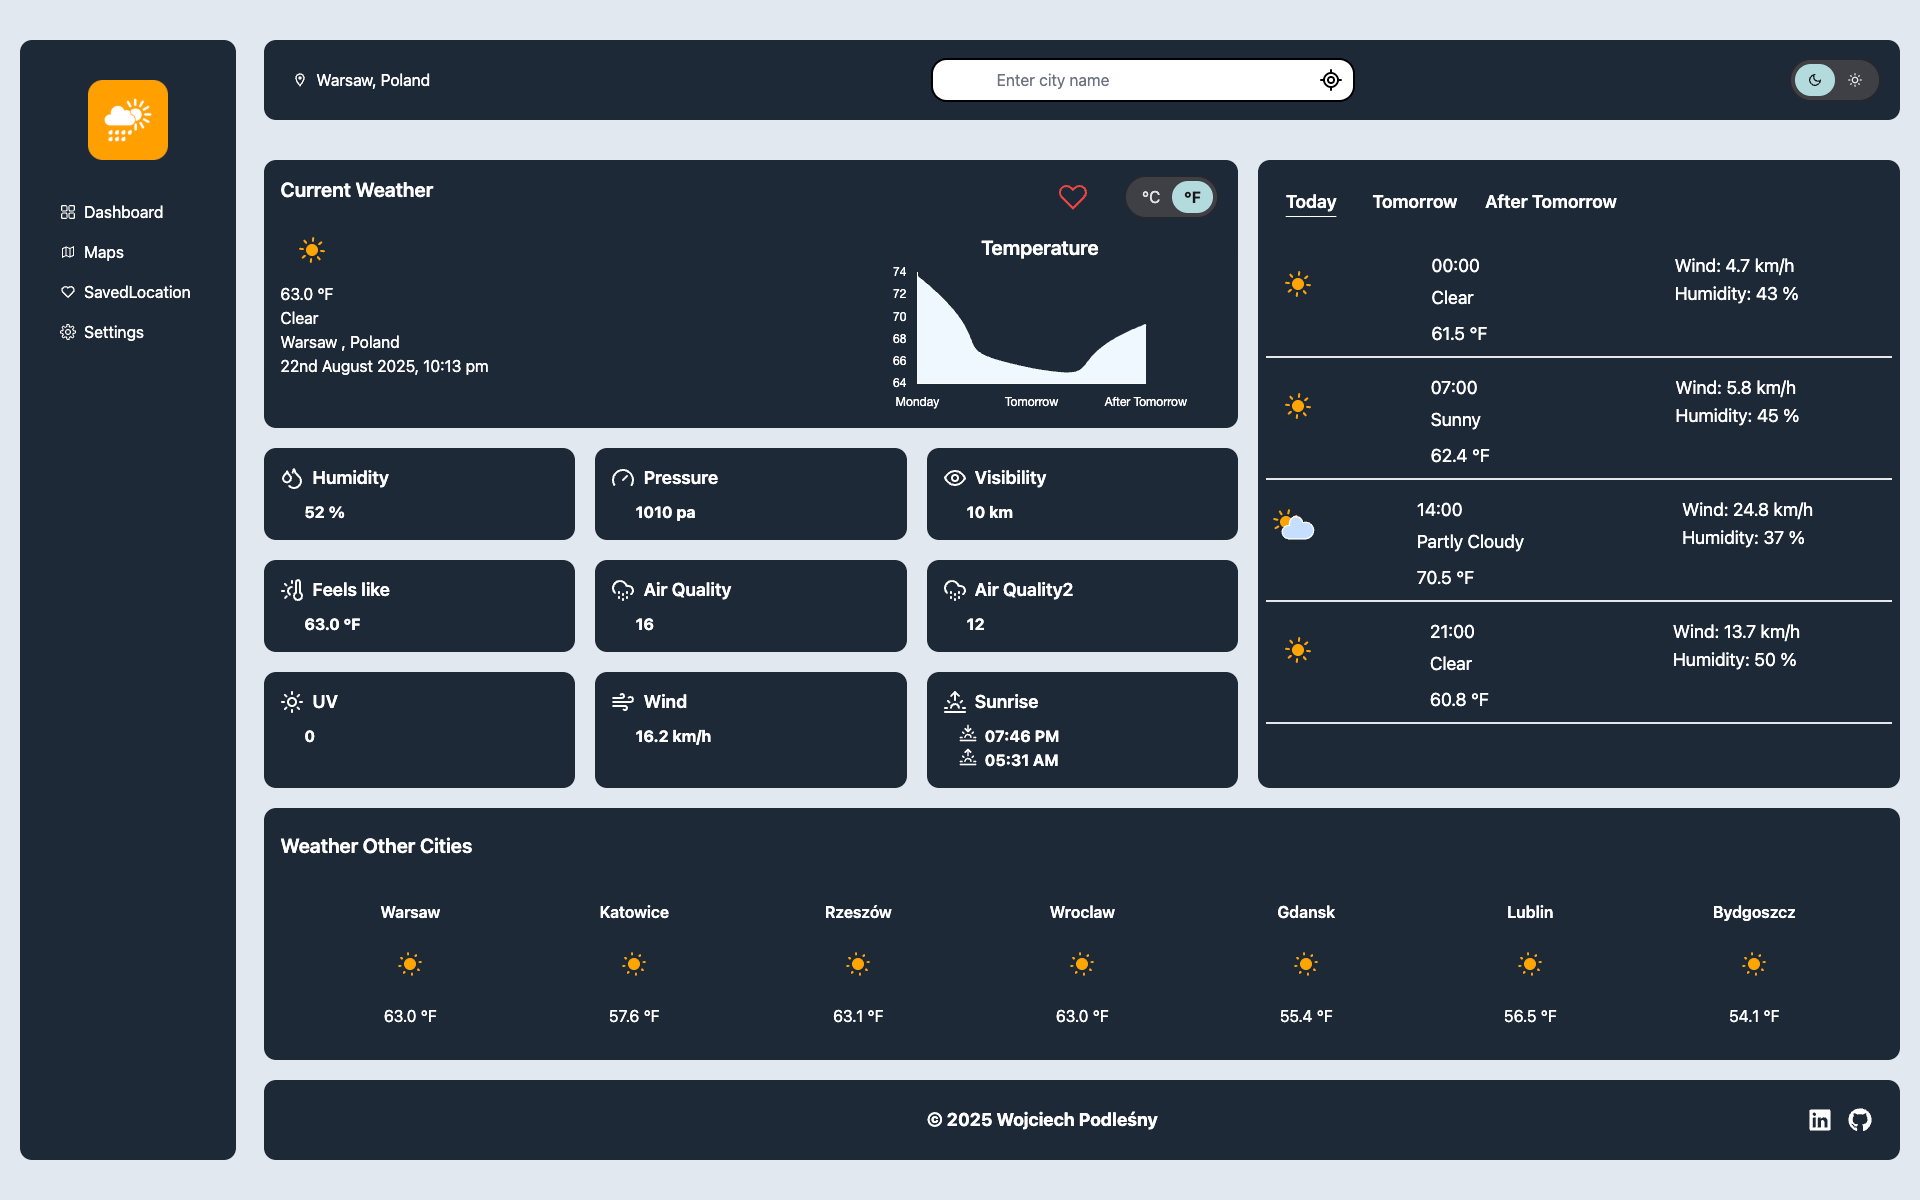 Dashboard
Maps
SavedLocation
Settings
Warsaw, Poland
Enter city name
Current Weather
°C
°F
63.0 °F
Clear
Warsaw , Poland
22nd August 2025, 10:13 pm
Temperature
74
72
70
68
66
64
Monday
Tomorrow
After Tomorrow
Today
Tomorrow
After Tomorrow
00:00
Clear
61.5 °F
Wind: 4.7 km/h
Humidity: 43 %
07:00
Sunny
62.4 °F
Wind: 5.8 km/h
Humidity: 45 %
14:00
Partly Cloudy
70.5 °F
Wind: 24.8 km/h
Humidity: 37 %
21:00
Clear
60.8 °F
Wind: 13.7 km/h
Humidity: 50 %
Humidity
52 %
Pressure
1010 pa
Visibility
10 km
Feels like
63.0 °F
Air Quality
16
Air Quality2
12
UV
0
Wind
16.2 km/h
Sunrise
07:46 PM
05:31 AM
Weather Other Cities
Warsaw
63.0 °F
Katowice
57.6 °F
Rzeszów
63.1 °F
Wroclaw
63.0 °F
Gdansk
55.4 °F
Lublin
56.5 °F
Bydgoszcz
54.1 °F
© 2025 Wojciech Podleśny